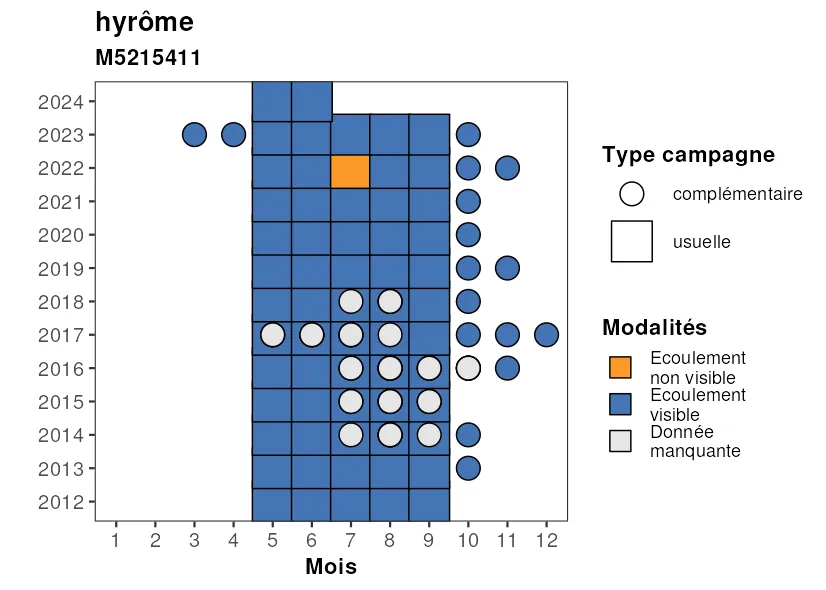 hyrôme
M5215411
2024
2023
2022
2021
2020
2019
2018
2017
2016
2015
2014
2013
2012
1 2 3 4 5 6 7 8 9 10 11 12
Mois
Type campagne
complémentaire
usuelle
Modalités
Ecoulement
non visible
Ecoulement
visible
Donnée
manquante